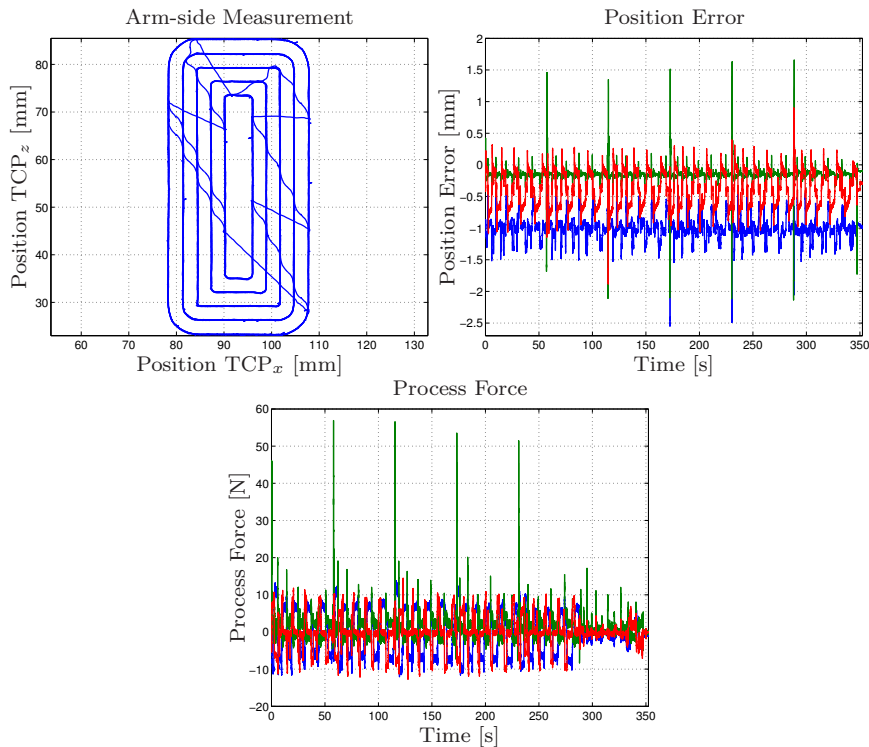 Arm-side Measurement
Position TCPz [mm]
80
70
60
50
40
30
60 70 80 90 100 110 120 130
Position TCPx [mm]
Position Error
Position Error [mm]
2
1.5
1
0.5
0
-0.5
-1
-1.5
-2
-2.5
0 50 100 150 200 250 300 350
Time [s]
Process Force
Process Force [N]
60
50
40
30
20
10
0
−10
−20
0 50 100 150 200 250 300 350
Time [s]